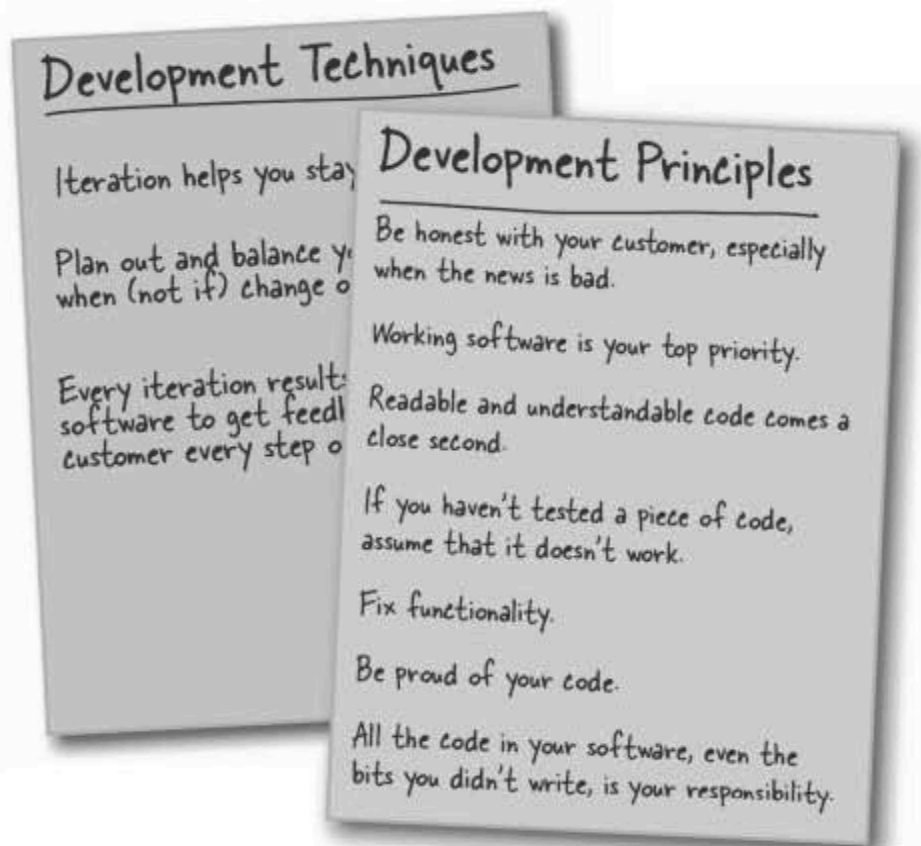 Development Techniques
Iteration helps you stay
Plan out and balance
when (not if) change
Every iteration
software to get
customer every step
Development Principles
Be honest with your customer, especially
when the news is bad.
Working software is your top priority.
Readable and understandable code comes a
close second.
If you haven't tested a piece of code,
assume that it doesn't work.
Fix functionality.
Be proud of your code.
All the code in your software, even the
bits you didn't write, is your responsibility.